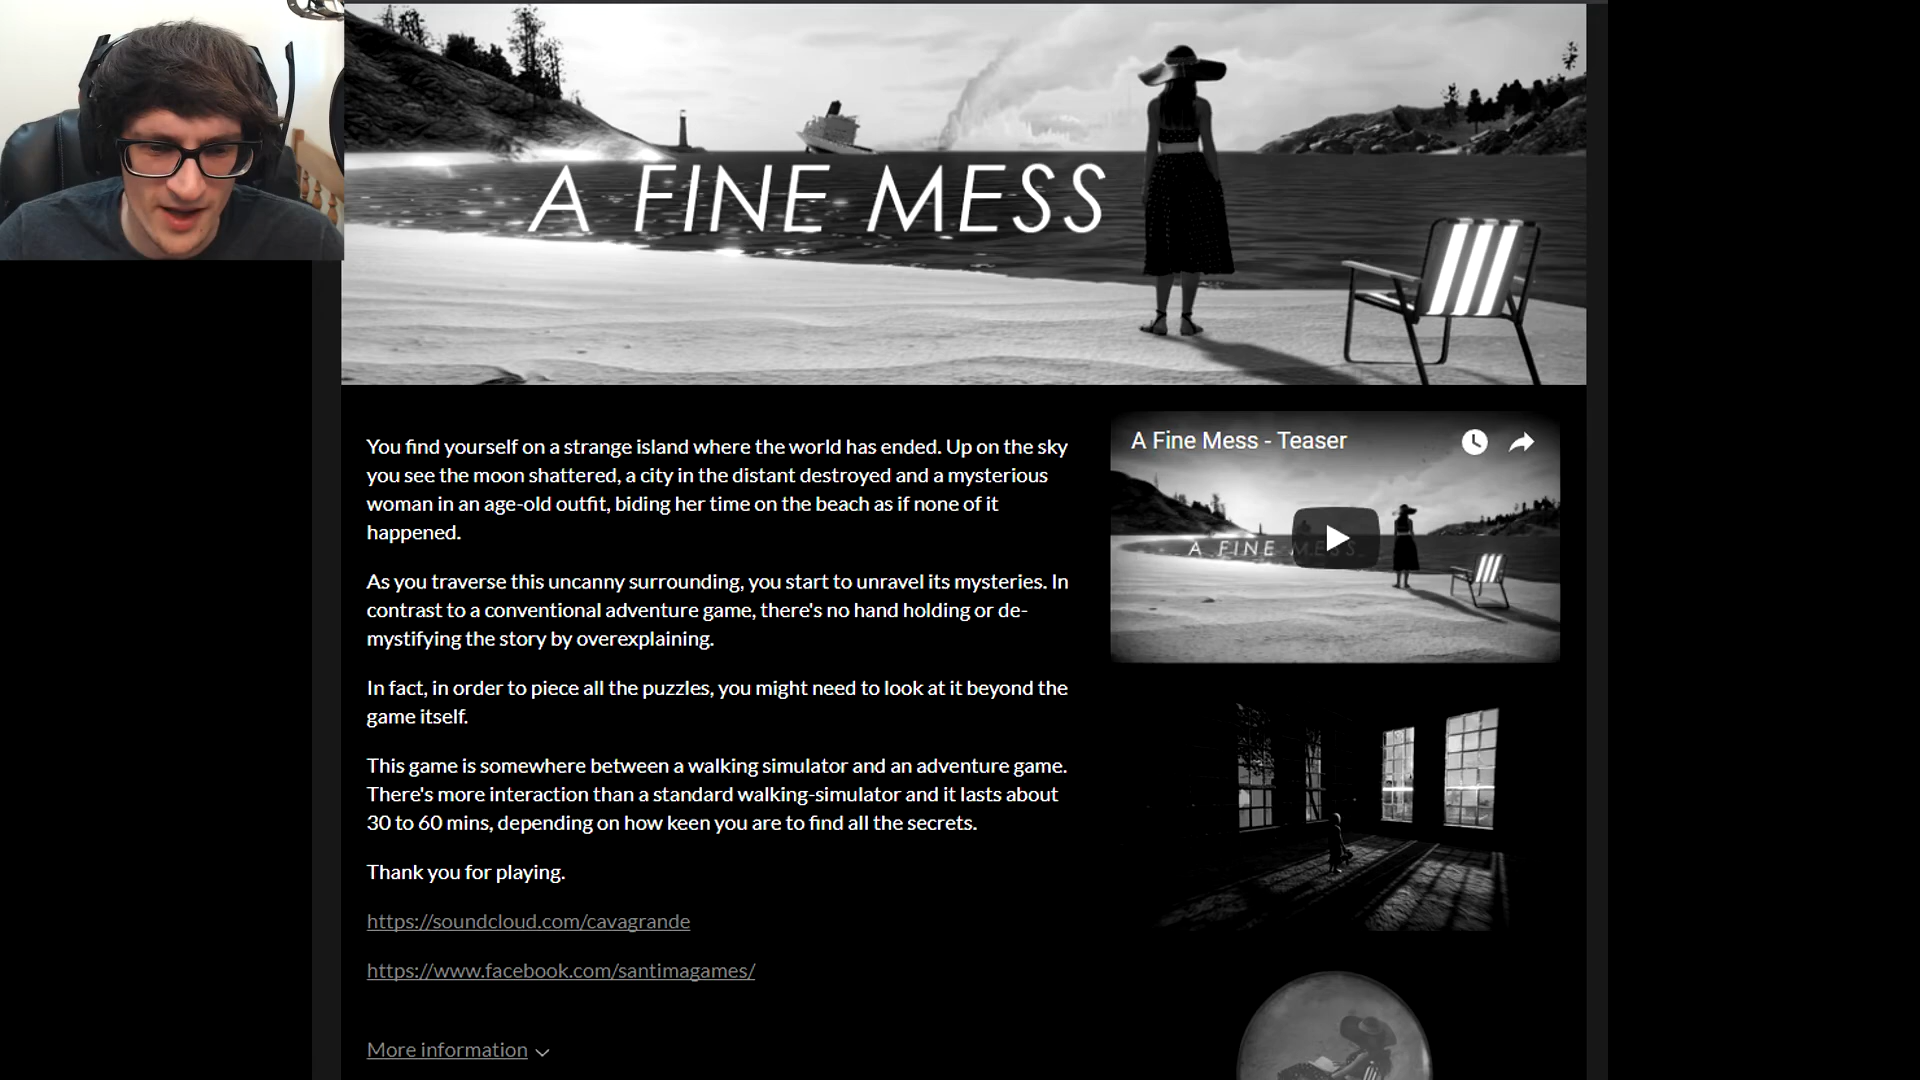 A FINE MESS
You find yourself on a strange island where the world has ended. Up on the sky
you see the moon shattered, a city in the distant destroyed and a mysterious
woman in an age-old outfit, biding her time on the beach as if none of it
happened.
As you traverse this uncanny surrounding, you start to unravel its mysteries. In
contrast to a conventional adventure game, there's no hand holding or de-
mystifying the story by overexplaining.
In fact, in order to piece all the puzzles, you might need to look at it beyond the
game itself.
This game is somewhere between a walking simulator and an adventure game.
There's more interaction than a standard walking-simulator and it lasts about
30 to 60 mins, depending on how keen you are to find all the secrets.
Thank you for playing.
https://soundcloud.com/cavagrande
https://www.facebook.com/santimagames/
More information
A Fine Mess - Teaser
A FINE MESS